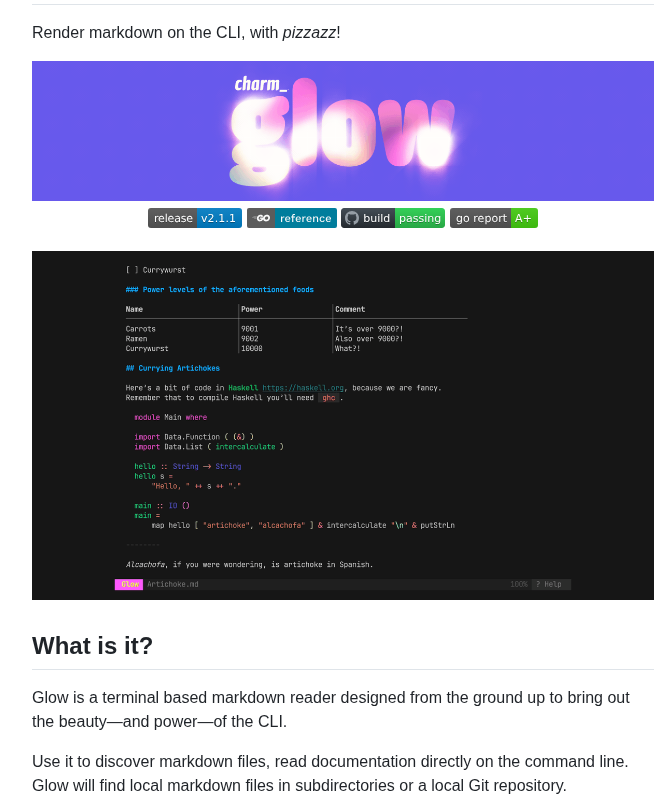 Render markdown on the CLI, with pizzazz!
charm_
glow
release v2.1.1 GO reference build passing go report A+
[ ] Currywurst
### Power levels of the aforementioned foods
Name Power Comment
Carrots 9001 It's over 9000?!
Ramen 9002 Also over 9000?!
Currywurst 10000 What?!
## Currying Artichokes
Here's a bit of code in Haskell https://haskell.org, because we are fancy.
Remember that to compile Haskell you'll need ghc .
module Main where
import Data.Function ( (&) )
import Data.List ( intercalculate )
hello :: String -> String
hello s =
"Hello, " ++ s ++ "."
main :: IO ()
main =
map hello [ "artichoke", "alcachofa" ] & intercalculate "\n" & putStrLn
--------
Alcachofa, if you were wondering, is artichoke in Spanish.
Glow Artichoke.md 100% ? help
What is it?
Glow is a terminal based markdown reader designed from the ground up to bring out
the beauty—and power—of the CLI.
Use it to discover markdown files, read documentation directly on the command line.
Glow will find local markdown files in subdirectories or a local Git repository.